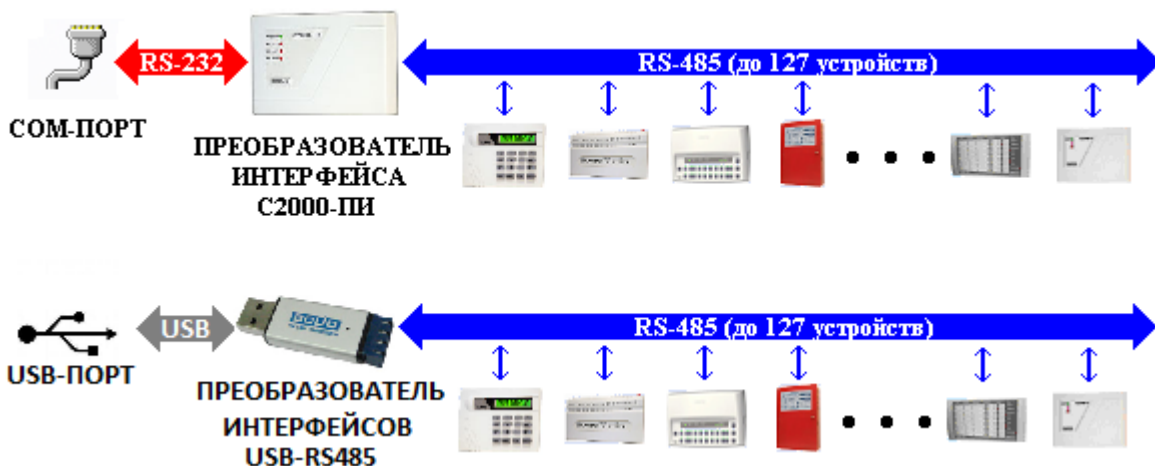 RS-232
RS-485 (до 127 устройств)
COM-ПОРТ
ПРЕОБРАЗОВАТЕЛЬ
ИНТЕРФЕЙСА
С2000-ПИ
USB
RS-485 (до 127 устройств)
USB-ПОРТ
ПРЕОБРАЗОВАТЕЛЬ
ИНТЕРФЕЙСОВ
USB-RS485